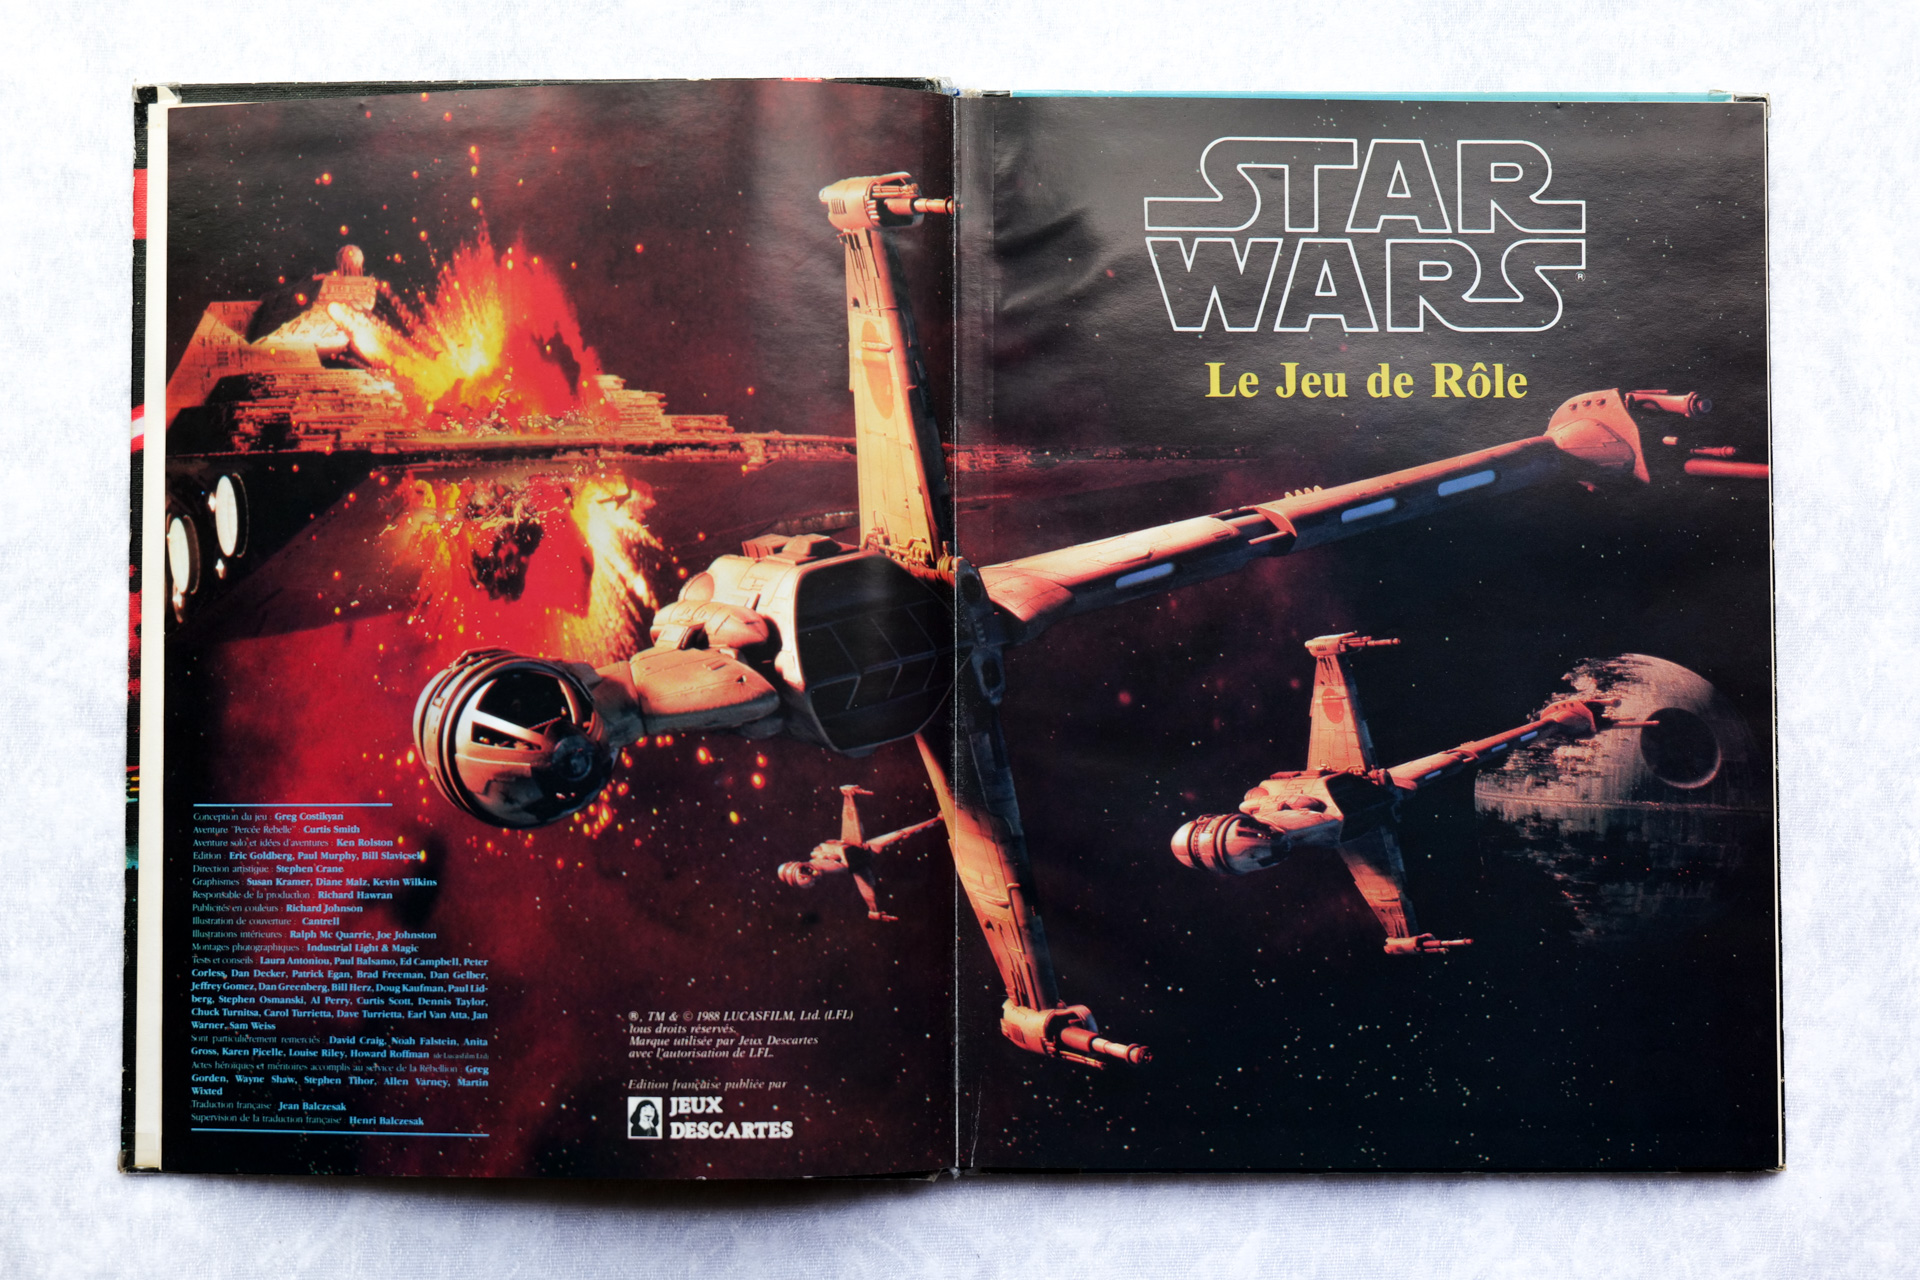 Conception du jeu : Greg Costikyan
Aventure "Percée Rebelle" : Curtis Smith
Aventure solo et idées d'aventures : Ken Rolston
Edition : Eric Goldberg, Paul Murphy, Bill Slavicsek
Direction artistique : Stephen Crane
Graphismes : Susan Kramer, Diane Malz, Kevin Wilkins
Responsable de la production : Richard Hawran
Publicités en couleurs : Richard Johnson
Illustration de couverture : Cantrell
Illustrations intérieures : Ralph Mc Quarrie, Joe Johnston
Montages photographiques : Industrial Light & Magic
Tests et conseils : Laura Antoniou, Paul Balsamo, Ed Campbell, Peter
Corless, Dan Decker, Patrick Egan, Brad Freeman, Dan Gelber,
Jeffrey Gomez, Dan Greenberg, Bill Herz, Doug Kaufman, Paul Lid-
berg, Stephen Osmanski, Al Perry, Curtis Scott, Dennis Taylor,
Chuck Turnitsa, Carol Turrietta, Dave Turrietta, Earl Van Atta, Jan
Warner, Sam Weiss
Sont particulièrement remerciés : David Craig, Noah Falstein, Anita
Gross, Karen Picelle, Louise Riley, Howard Roffman (de Lucasfilm Ltd)
Actes héroïques et méritoires accomplis au service de la Rébellion : Greg
Gorden, Wayne Shaw, Stephen Tihor, Allen Varney, Martin
Wixted
Traduction française : Jean Balczesak
Supervision de la traduction française : Henri Balczesak
®, TM & © 1988 LUCASFILM, Ltd. (LFL)
Tous droits réservés.
Marque utilisée par Jeux Descartes
avec l'autorisation de LFL.
Edition française publiée par
JEUX
DESCARTES
STAR
WARS®
Le Jeu de Rôle